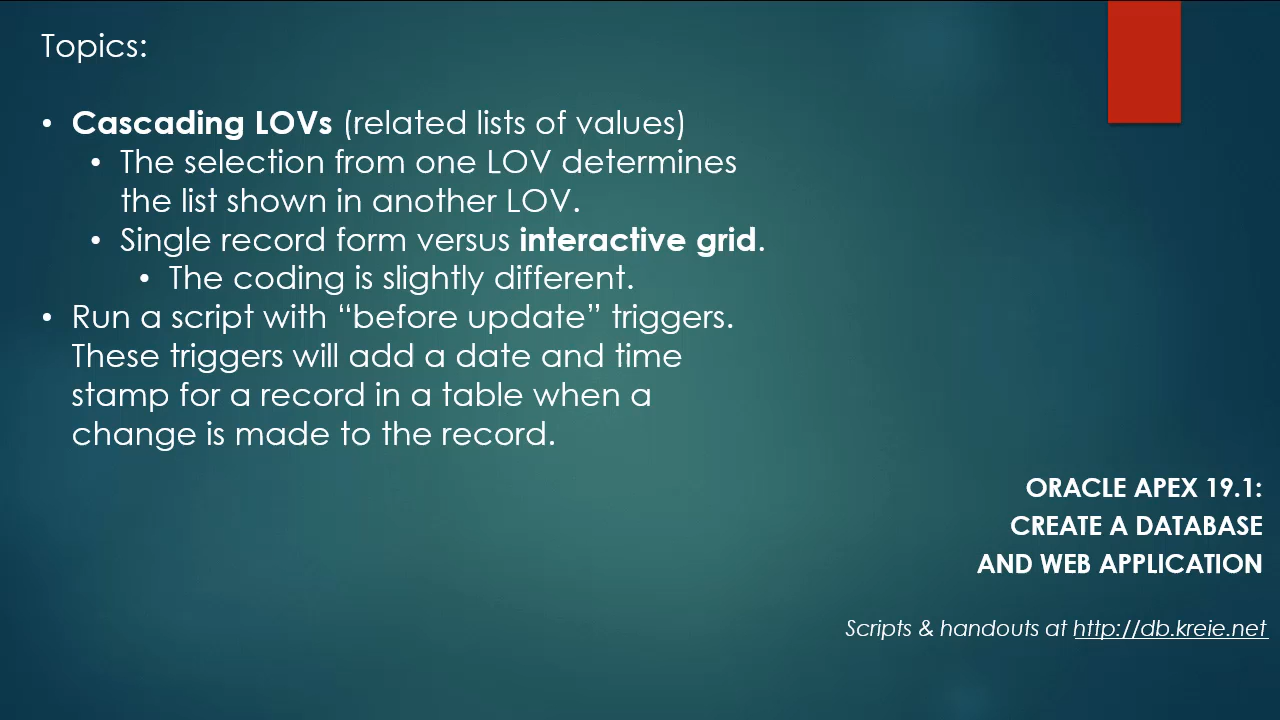 Topics:
• Cascading LOVs (related lists of values)
• The selection from one LOV determines
the list shown in another LOV.
• Single record form versus interactive grid.
• The coding is slightly different.
• Run a script with “before update” triggers.
These triggers will add a date and time
stamp for a record in a table when a
change is made to the record.
ORACLE APEX 19.1:
CREATE A DATABASE
AND WEB APPLICATION
Scripts & handouts at http://db.kreie.net